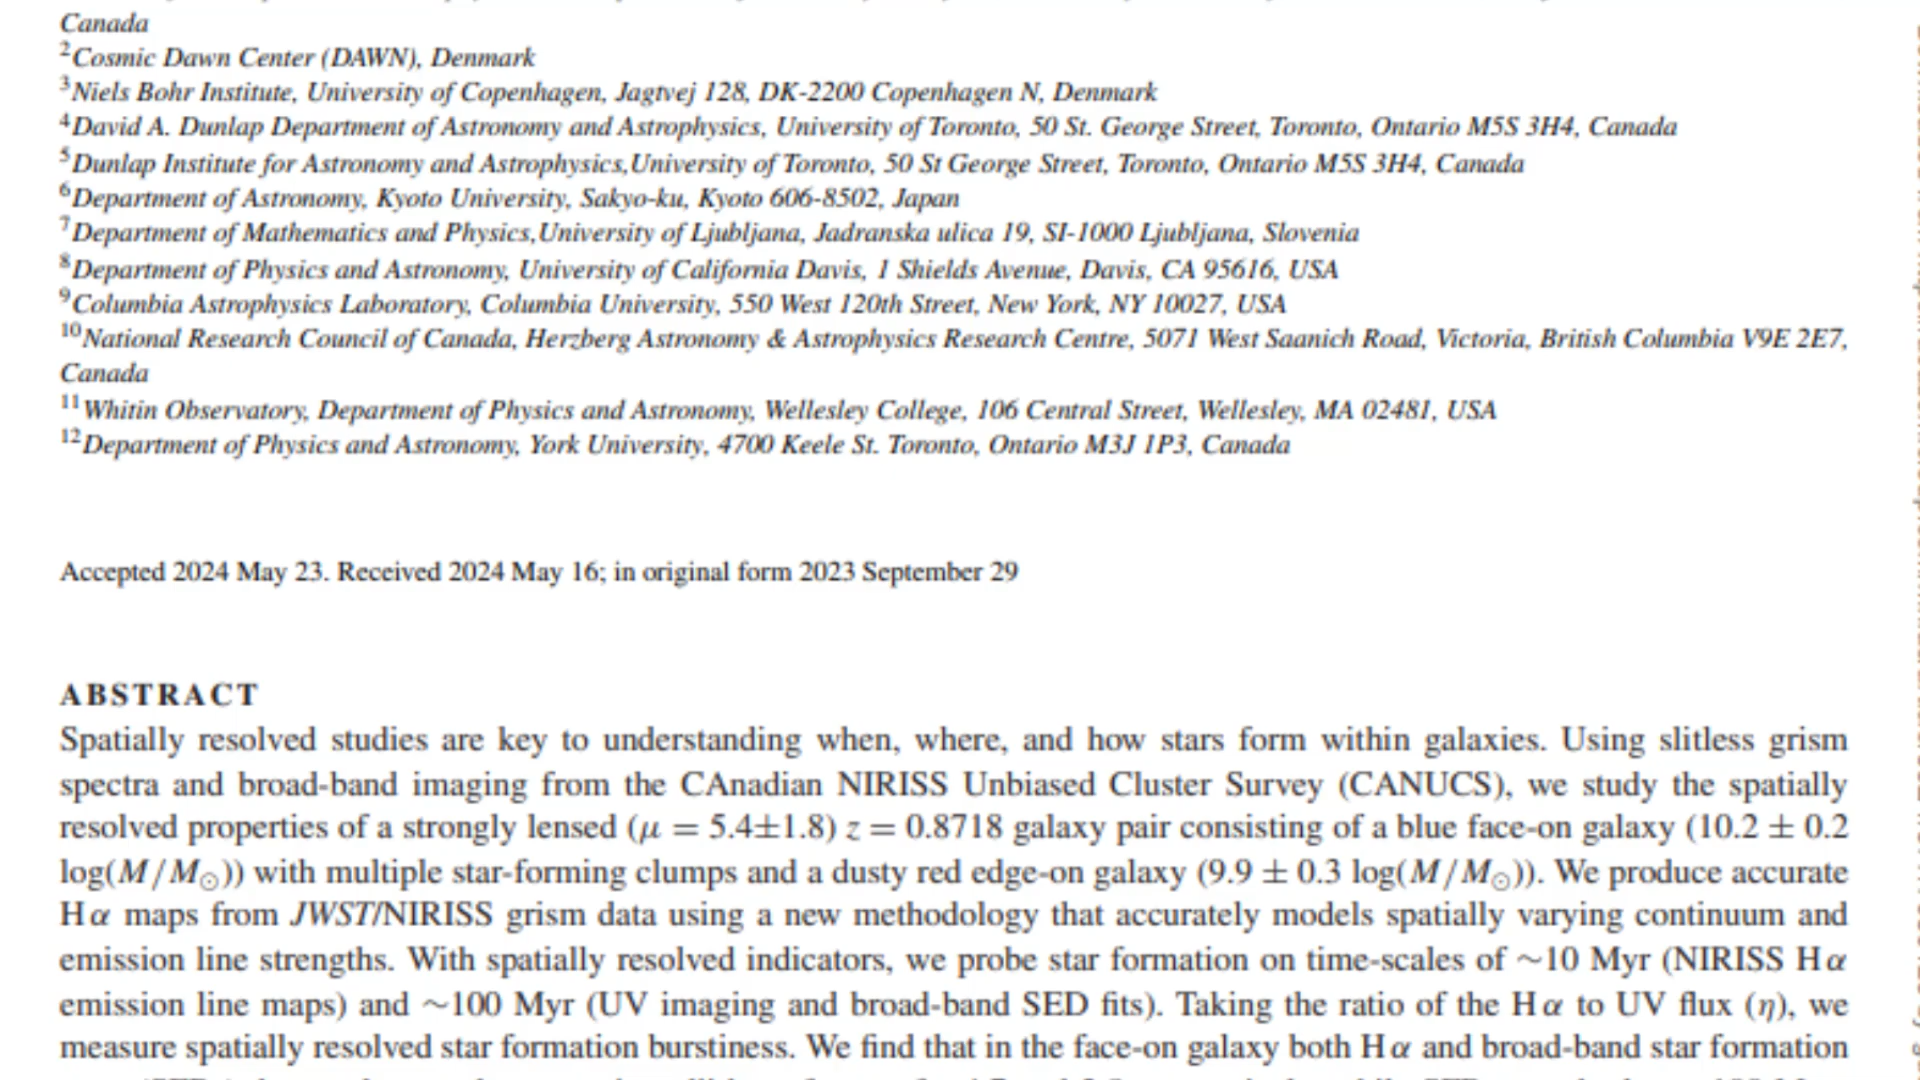 Canada
²Cosmic Dawn Center (DAWN), Denmark
³Niels Bohr Institute, University of Copenhagen, Jagtvej 128, DK-2200 Copenhagen N, Denmark
⁴David A. Dunlap Department of Astronomy and Astrophysics, University of Toronto, 50 St. George Street, Toronto, Ontario M5S 3H4, Canada
⁵Dunlap Institute for Astronomy and Astrophysics,University of Toronto, 50 St George Street, Toronto, Ontario M5S 3H4, Canada
⁶Department of Astronomy, Kyoto University, Sakyo-ku, Kyoto 606-8502, Japan
⁷Department of Mathematics and Physics,University of Ljubljana, Jadranska ulica 19, SI-1000 Ljubljana, Slovenia
⁸Department of Physics and Astronomy, University of California Davis, 1 Shields Avenue, Davis, CA 95616, USA
⁹Columbia Astrophysics Laboratory, Columbia University, 550 West 120th Street, New York, NY 10027, USA
¹⁰National Research Council of Canada, Herzberg Astronomy & Astrophysics Research Centre, 5071 West Saanich Road, Victoria, British Columbia V9E 2E7,
Canada
¹¹Whitin Observatory, Department of Physics and Astronomy, Wellesley College, 106 Central Street, Wellesley, MA 02481, USA
¹²Department of Physics and Astronomy, York University, 4700 Keele St. Toronto, Ontario M3J 1P3, Canada
Accepted 2024 May 23. Received 2024 May 16; in original form 2023 September 29
ABSTRACT
Spatially resolved studies are key to understanding when, where, and how stars form within galaxies. Using slitless grism
spectra and broad-band imaging from the CAnadian NIRISS Unbiased Cluster Survey (CANUCS), we study the spatially
resolved properties of a strongly lensed (μ = 5.4±1.8) z = 0.8718 galaxy pair consisting of a blue face-on galaxy (10.2 ± 0.2
log(M/M⊙)) with multiple star-forming clumps and a dusty red edge-on galaxy (9.9 ± 0.3 log(M/M⊙)). We produce accurate
Hα maps from JWST/NIRISS grism data using a new methodology that accurately models spatially varying continuum and
emission line strengths. With spatially resolved indicators, we probe star formation on time-scales of ∼10 Myr (NIRISS Hα
emission line maps) and ∼100 Myr (UV imaging and broad-band SED fits). Taking the ratio of the Hα to UV flux (η), we
measure spatially resolved star formation burstiness. We find that in the face-on galaxy both Hα and broad-band star formation